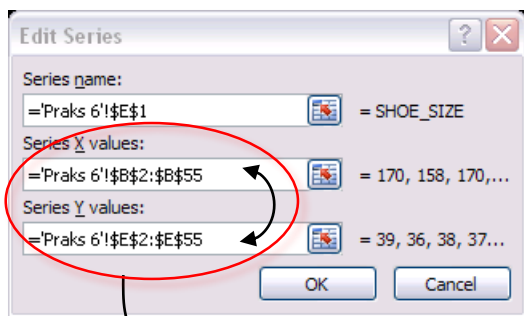 Edit Series
Series name:
='Praks 6'!$E$1 = SHOE_SIZE
Series X values:
='Praks 6'!$B$2:$B$55 = 170, 158, 170,...
Series Y values:
='Praks 6'!$E$2:$E$55 = 39, 36, 38, 37...
OK Cancel